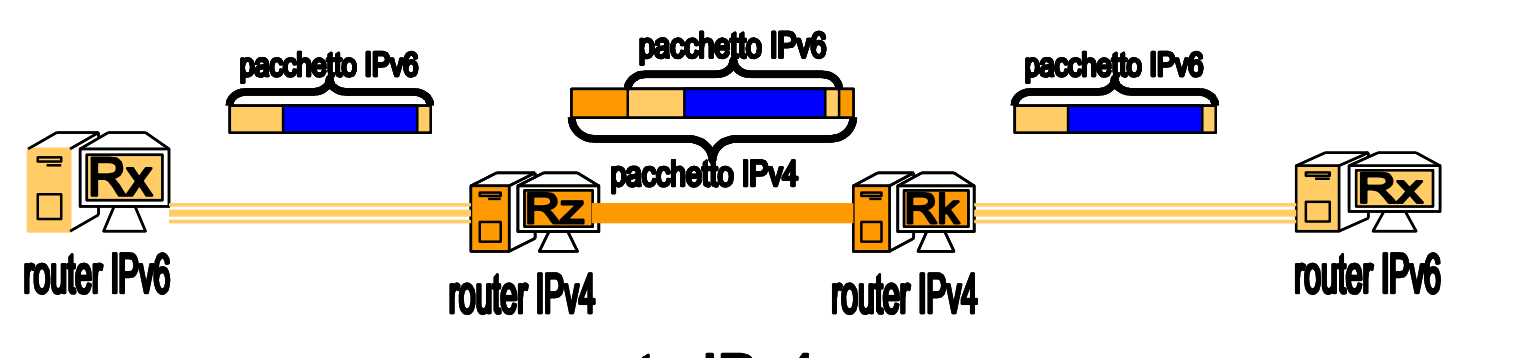 pacchetto IPv6
pacchetto IPv6
pacchetto IPv6
pacchetto IPv4
Rx
Rz
Rk
Rx
router IPv6
router IPv4
router IPv4
router IPv6